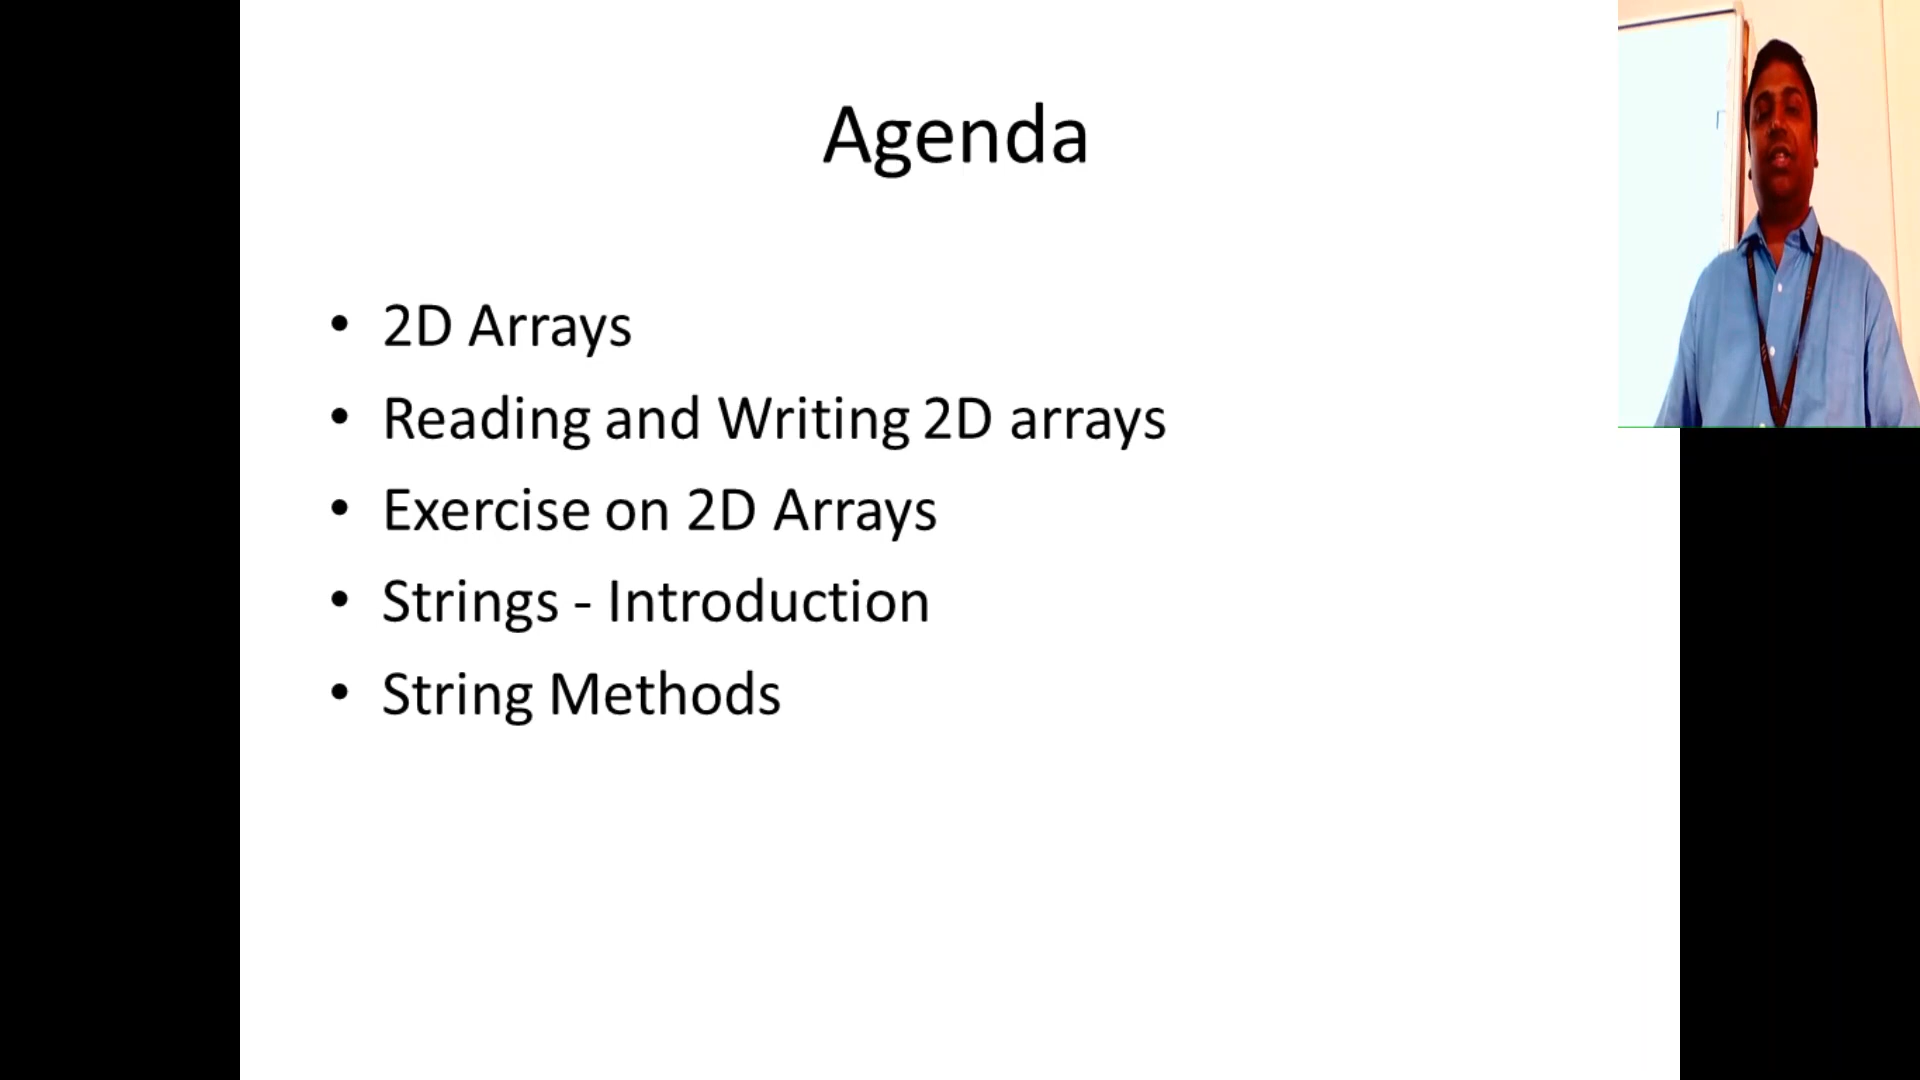 Agenda
• 2D Arrays
• Reading and Writing 2D arrays
• Exercise on 2D Arrays
• Strings - Introduction
• String Methods